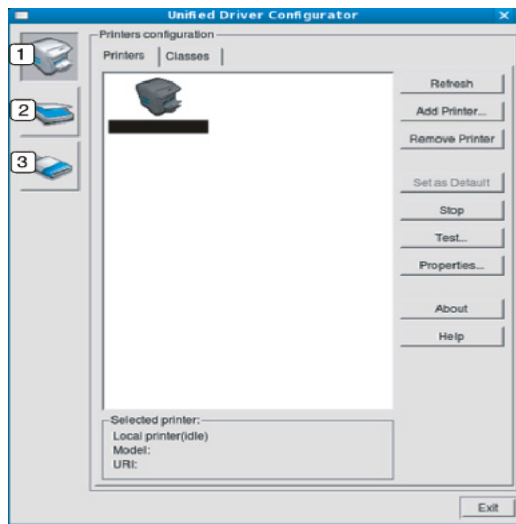 Unified Driver Configurator
1
2
3
Printers configuration
Printers
Classes
Refresh
Add Printer...
Remove Printer
Set as Default
Stop
Test...
Properties...
About
Help
Selected printer:
Local printer(idle)
Model:
URI:
Exit